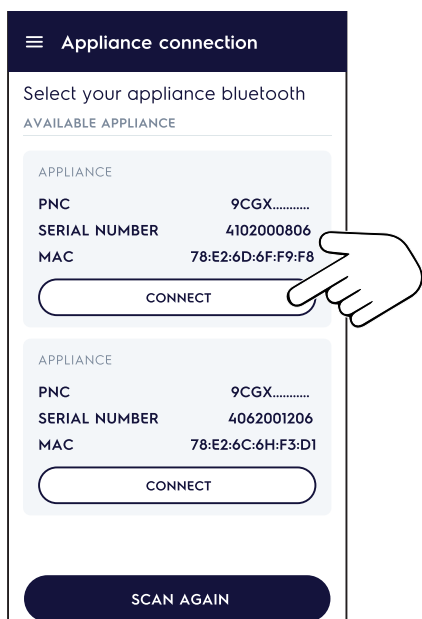 Appliance connection
Select your appliance bluetooth
AVAILABLE APPLIANCE
APPLIANCE
PNC 9CGX...........
SERIAL NUMBER 4102000806
MAC 78:E2:6D:6F:F9:F8
CONNECT
APPLIANCE
PNC 9CGX...........
SERIAL NUMBER 4062001206
MAC 78:E2:6C:6H:F3:D1
CONNECT
SCAN AGAIN